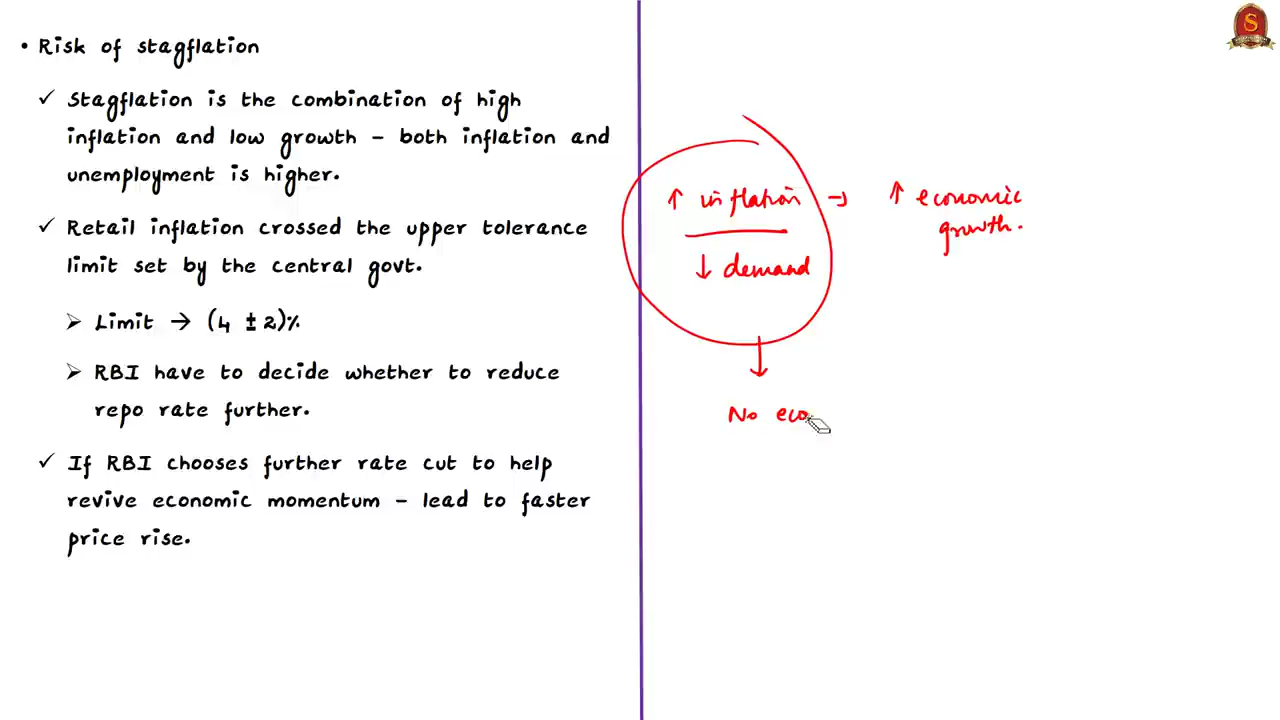 • Risk of stagflation
✓ Stagflation is the combination of high
inflation and low growth – both inflation and
unemployment is higher.
✓ Retail inflation crossed the upper tolerance
limit set by the central govt.
➢ Limit → (4 ± 2)%
➢ RBI have to decide whether to reduce
repo rate further.
✓ If RBI chooses further rate cut to help
revive economic momentum – lead to faster
price rise.
↑ inflation → ↑ economic
growth.
↓ demand
↓
No eco
S